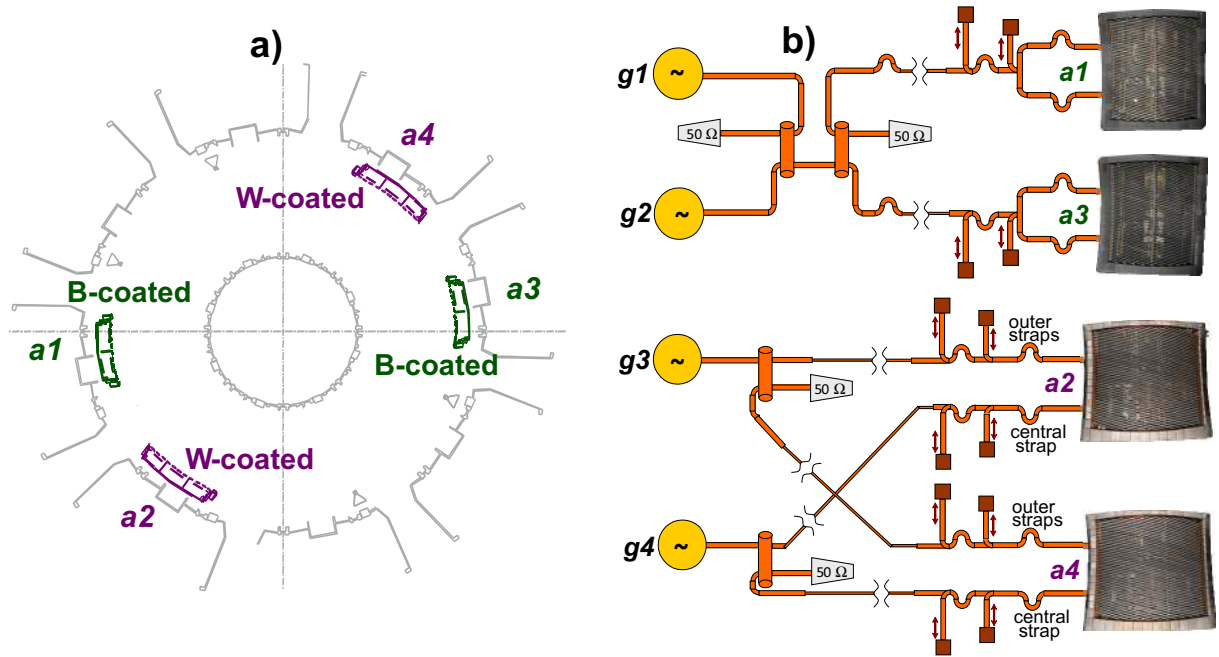 a)
a4
W-coated
B-coated
a3
a1
B-coated
W-coated
a2
b)
g1
~
a1
50 Ω
50 Ω
g2
~
a3
outer
straps
g3
~
a2
50 Ω
central
strap
outer
straps
g4
~
a4
50 Ω
central
strap